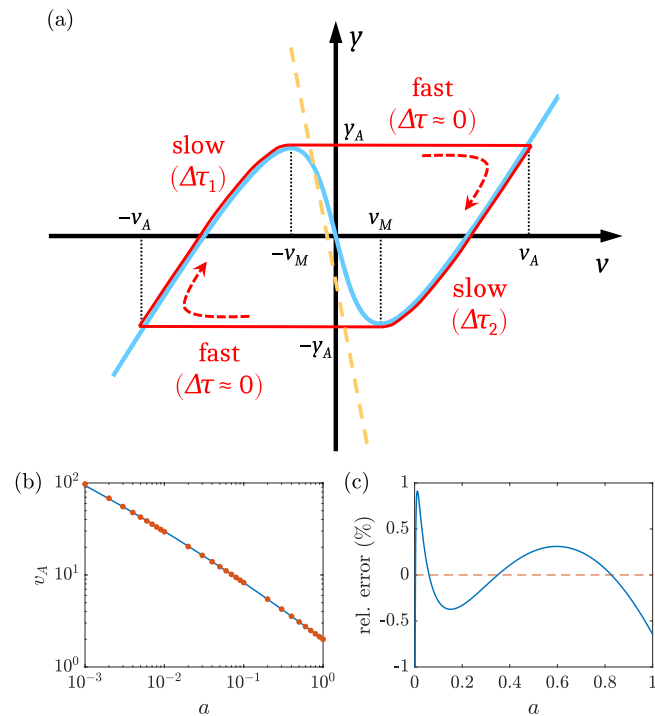 (a)
y
fast
(Δτ ≈ 0)
slow
(Δτ₁)
y_A
−v_A
v_M
−v_M
v_A
v
slow
(Δτ₂)
−y_A
fast
(Δτ ≈ 0)
(b)
10²
10¹
10⁰
v_A
10⁻³
10⁻²
10⁻¹
10⁰
a
(c)
1
0.5
0
-0.5
-1
rel. error (%)
0
0.2
0.4
0.6
0.8
1
a